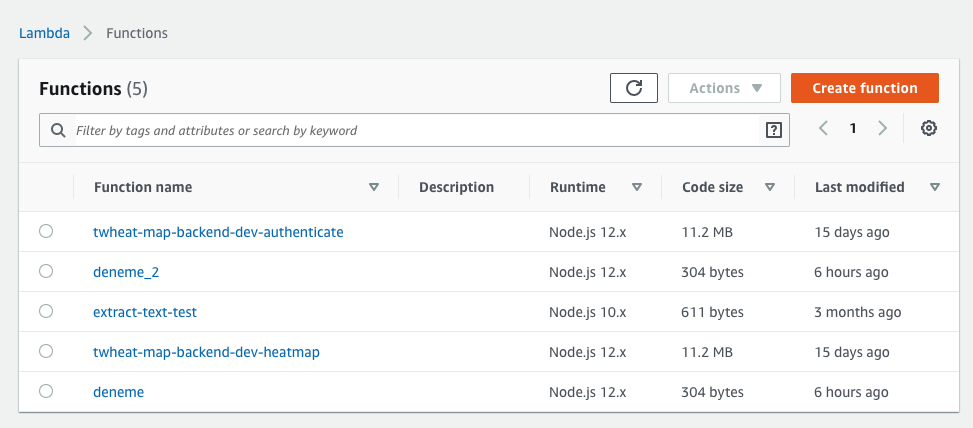 Lambda > Functions
Functions (5) Actions Create function
Filter by tags and attributes or search by keyword ? < 1 >
Function name Description Runtime Code size Last modified
twheat-map-backend-dev-authenticate Node.js 12.x 11.2 MB 15 days ago
deneme_2 Node.js 12.x 304 bytes 6 hours ago
extract-text-test Node.js 10.x 611 bytes 3 months ago
twheat-map-backend-dev-heatmap Node.js 12.x 11.2 MB 15 days ago
deneme Node.js 12.x 304 bytes 6 hours ago